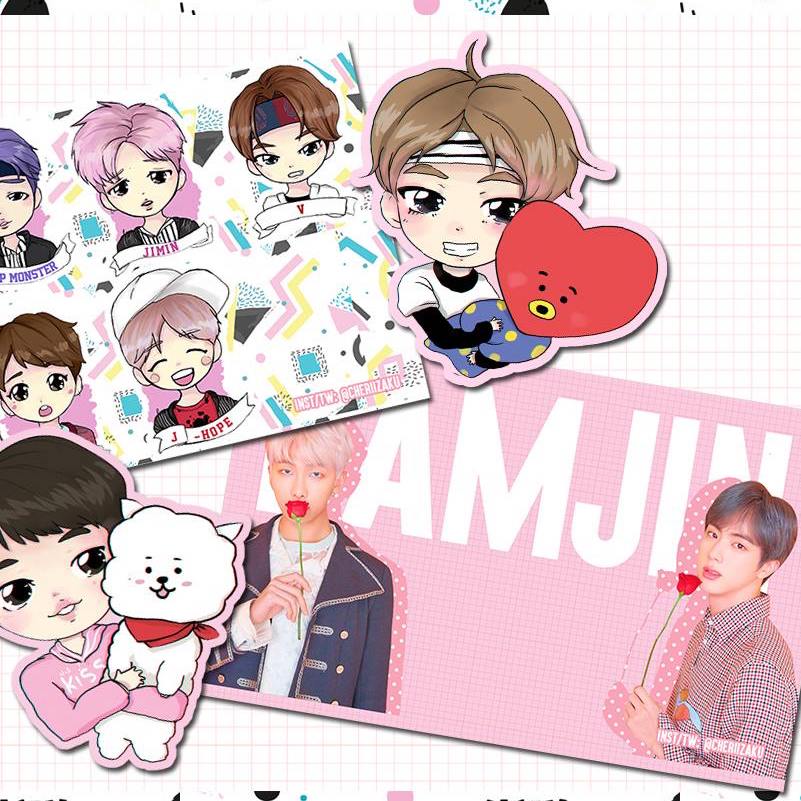 P MONSTER
JIMIN
V
J -HOPE
INST/TW: @CHERIIZAKU
AMJIN
KISS
INST/TW: @CHERIIZAKU